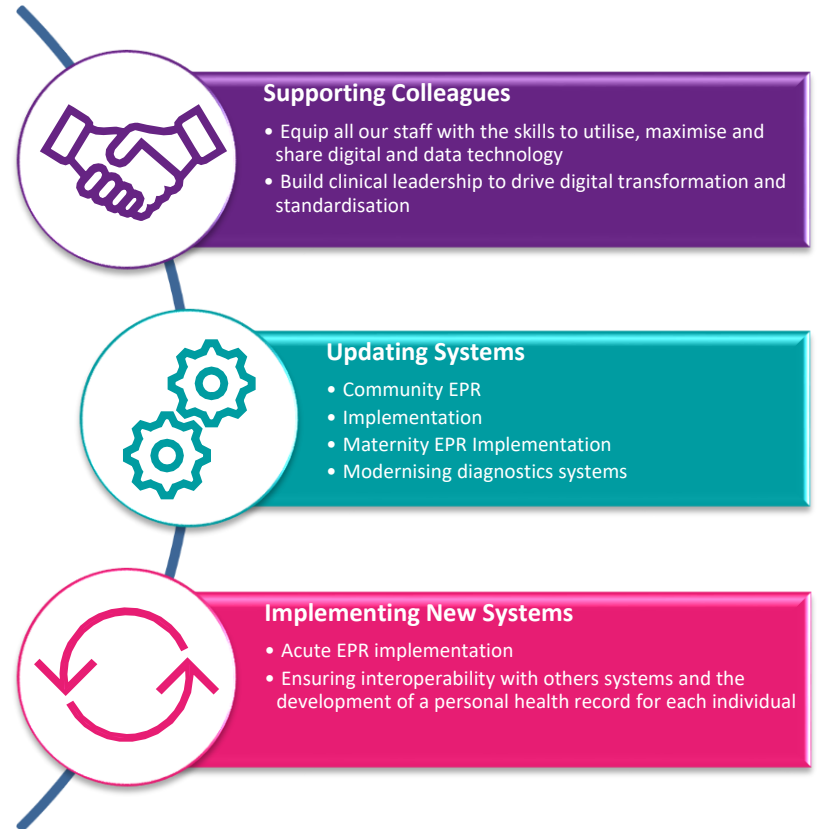 Supporting Colleagues
• Equip all our staff with the skills to utilise, maximise and
share digital and data technology
• Build clinical leadership to drive digital transformation and
standardisation
Updating Systems
• Community EPR
• Implementation
• Maternity EPR Implementation
• Modernising diagnostics systems
Implementing New Systems
• Acute EPR implementation
• Ensuring interoperability with others systems and the
development of a personal health record for each individual